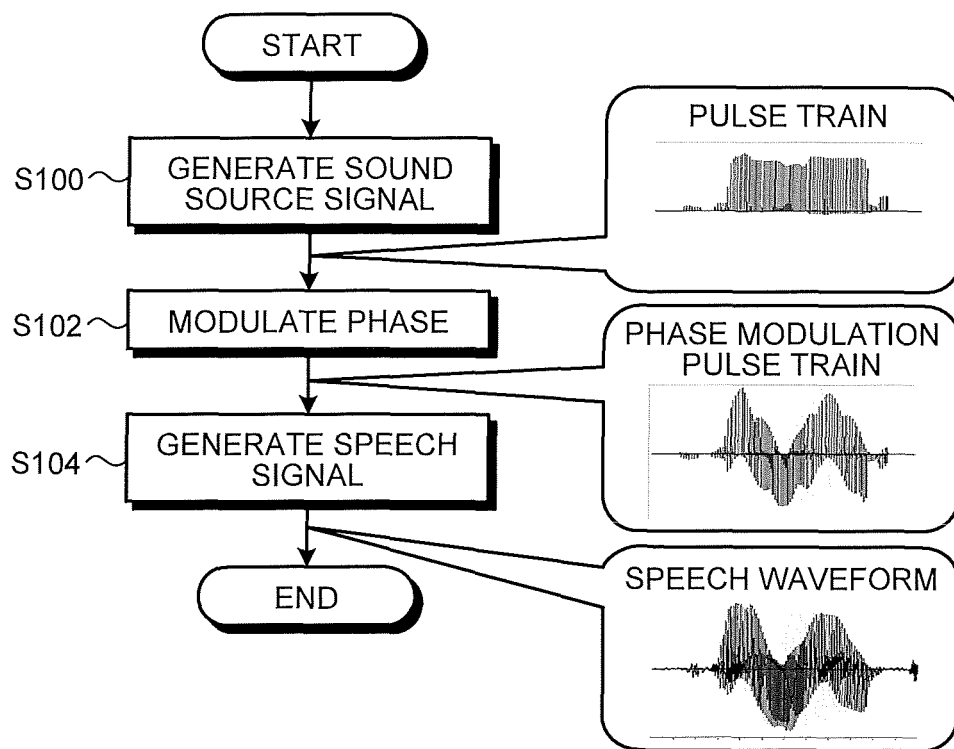 START
S100
GENERATE SOUND
SOURCE SIGNAL
PULSE TRAIN
S102
MODULATE PHASE
PHASE MODULATION
PULSE TRAIN
S104
GENERATE SPEECH
SIGNAL
END
SPEECH WAVEFORM